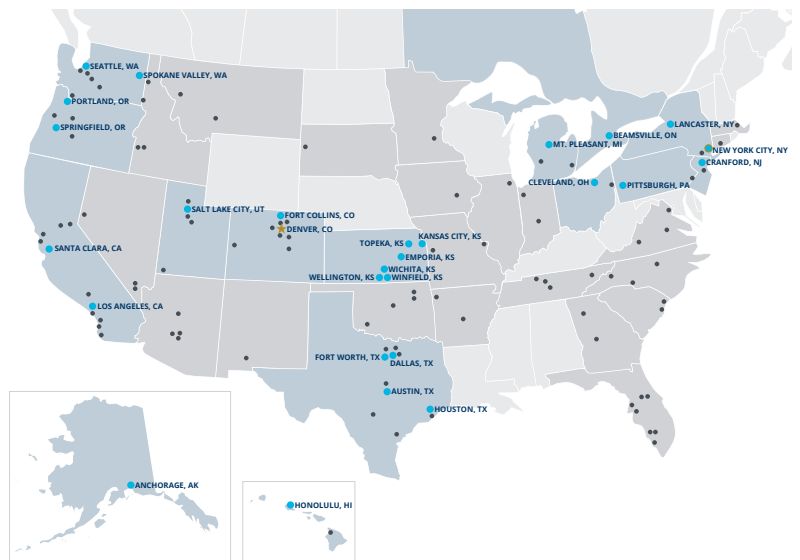 SEATTLE, WA
SPOKANE VALLEY, WA
PORTLAND, OR
SPRINGFIELD, OR
LANCASTER, NY
BEAMSVILLE, ON
MT. PLEASANT, MI
NEW YORK CITY, NY
CRANFORD, NJ
CLEVELAND, OH
PITTSBURGH, PA
SALT LAKE CITY, UT
FORT COLLINS, CO
DENVER, CO
KANSAS CITY, KS
TOPEKA, KS
SANTA CLARA, CA
EMPORIA, KS
WICHITA, KS
WELLINGTON, KS
WINFIELD, KS
LOS ANGELES, CA
FORT WORTH, TX
DALLAS, TX
AUSTIN, TX
HOUSTON, TX
ANCHORAGE, AK
HONOLULU, HI